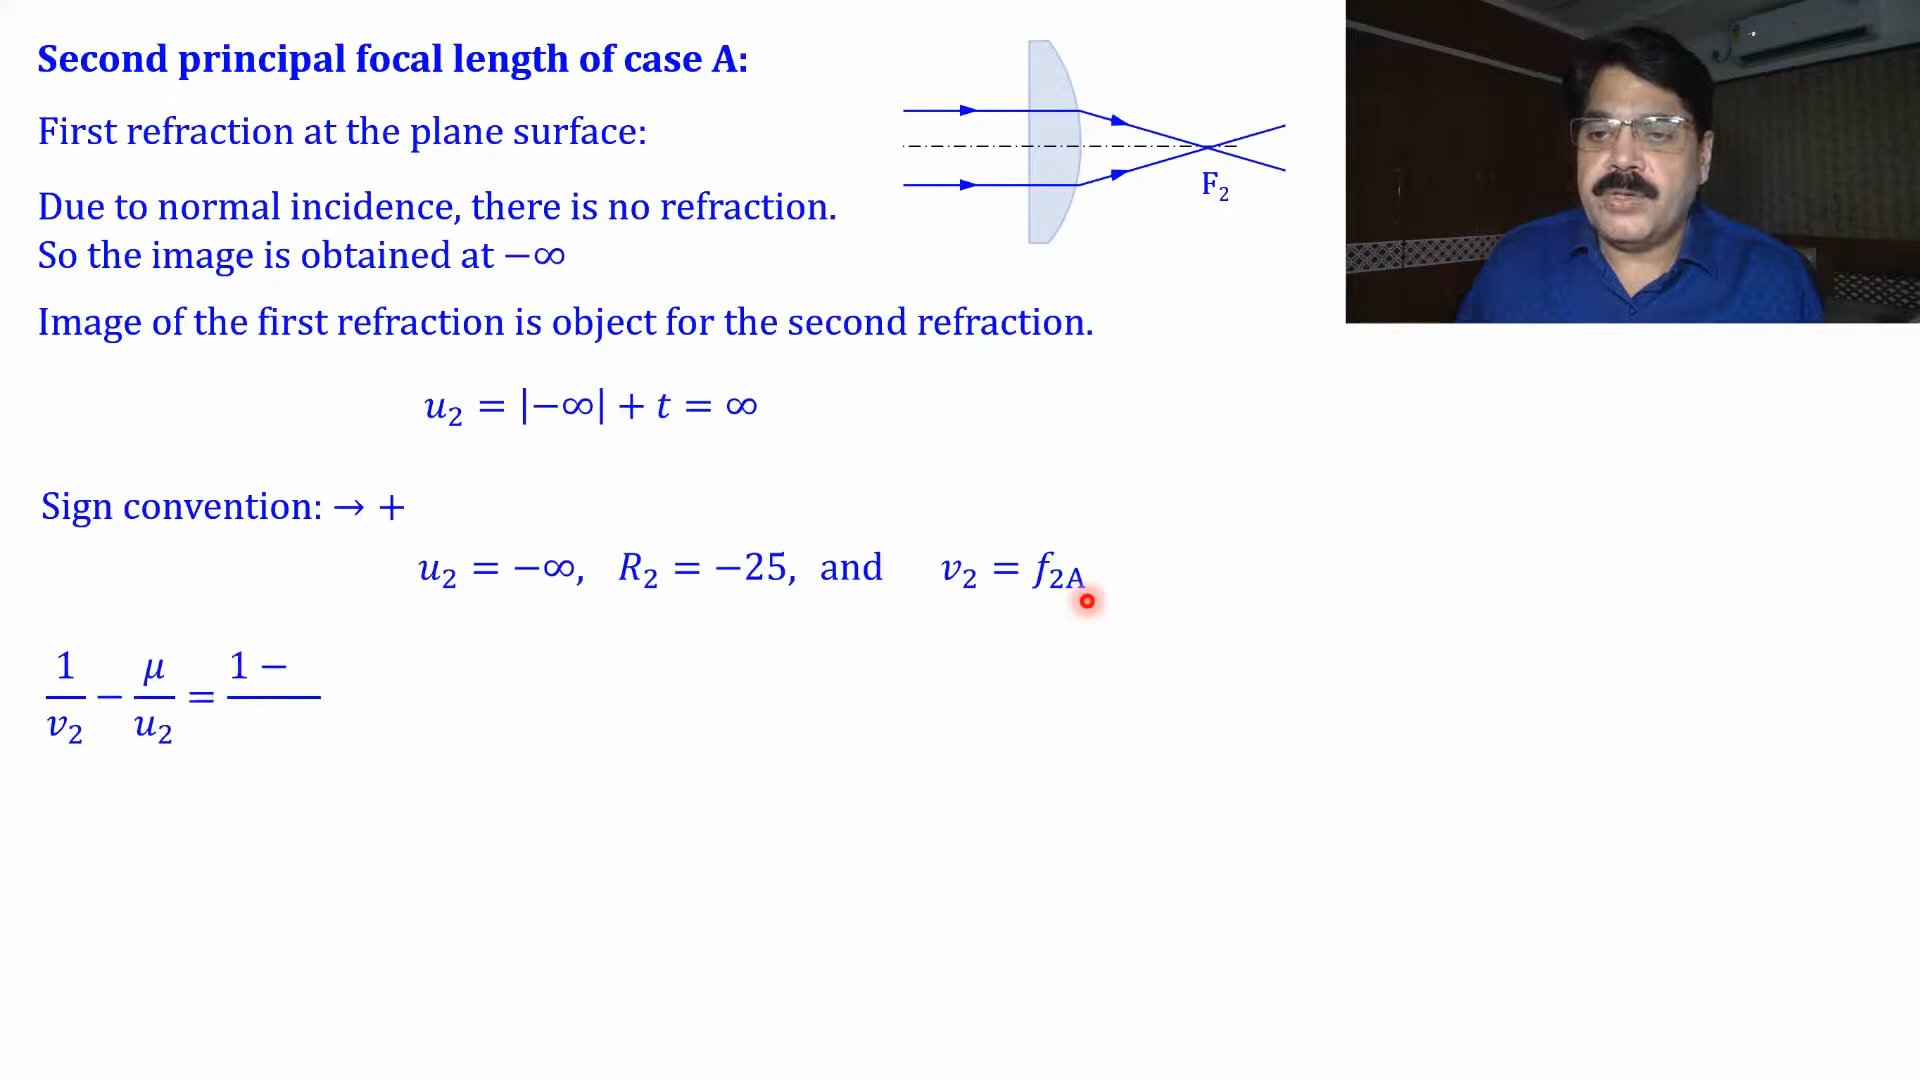 Second principal focal length of case A:
First refraction at the plane surface:
F₂
Due to normal incidence, there is no refraction.
So the image is obtained at −∞
Image of the first refraction is object for the second refraction.
u₂ = |−∞| + t = ∞
Sign convention: → +
u₂ = −∞, R₂ = −25, and v₂ = f₂A
1/v₂ − μ/u₂ = (1 −